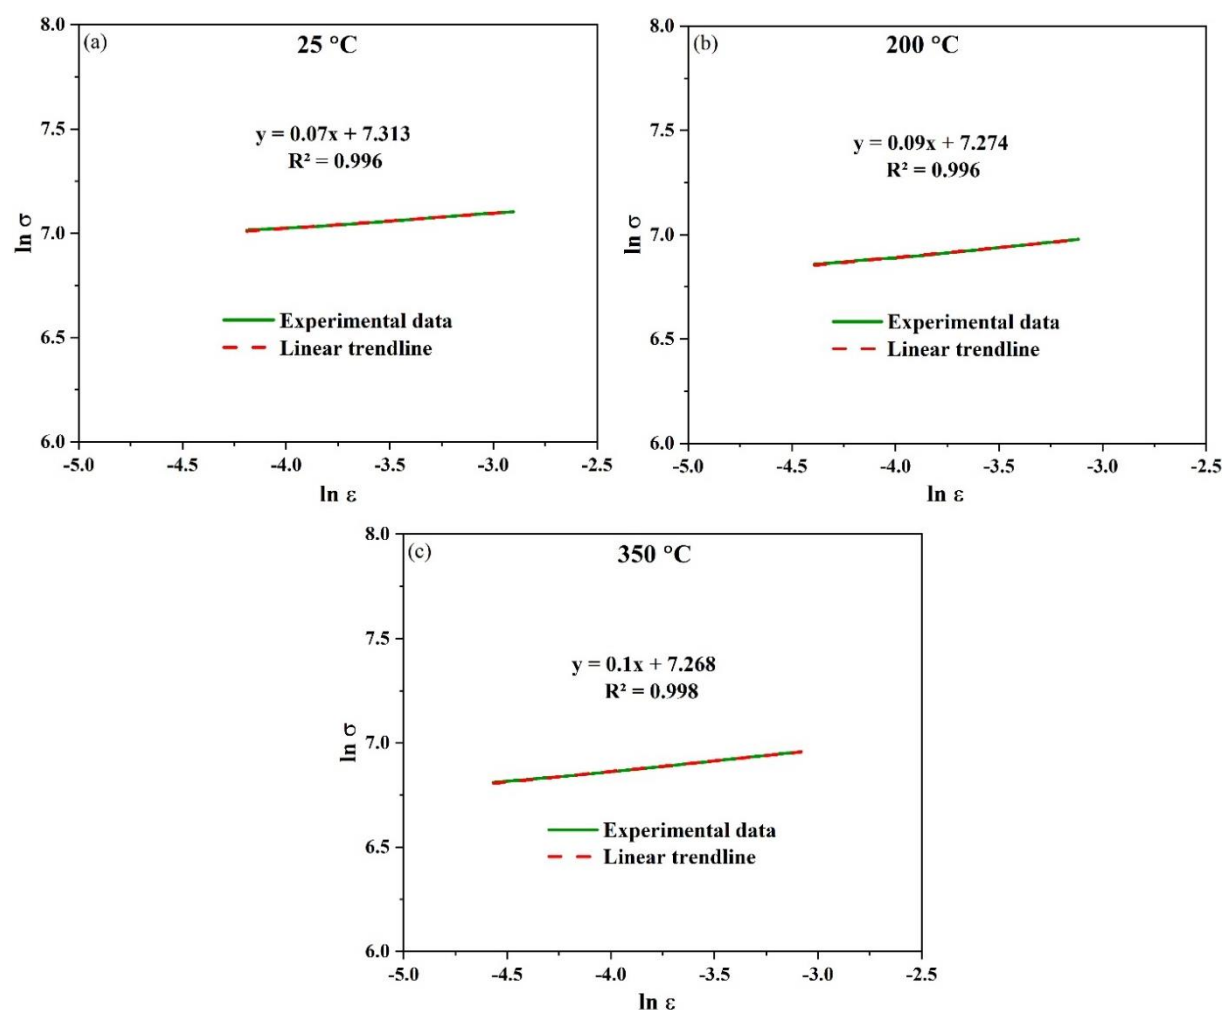 (a)
25 °C
8.0
7.5
7.0
6.5
6.0
ln σ
y = 0.07x + 7.313
R² = 0.996
Experimental data
Linear trendline
-5.0 -4.5 -4.0 -3.5 -3.0 -2.5
ln ε
(b)
200 °C
8.0
7.5
7.0
6.5
6.0
ln σ
y = 0.09x + 7.274
R² = 0.996
Experimental data
Linear trendline
-5.0 -4.5 -4.0 -3.5 -3.0 -2.5
ln ε
(c)
350 °C
8.0
7.5
7.0
6.5
6.0
ln σ
y = 0.1x + 7.268
R² = 0.998
Experimental data
Linear trendline
-5.0 -4.5 -4.0 -3.5 -3.0 -2.5
ln ε